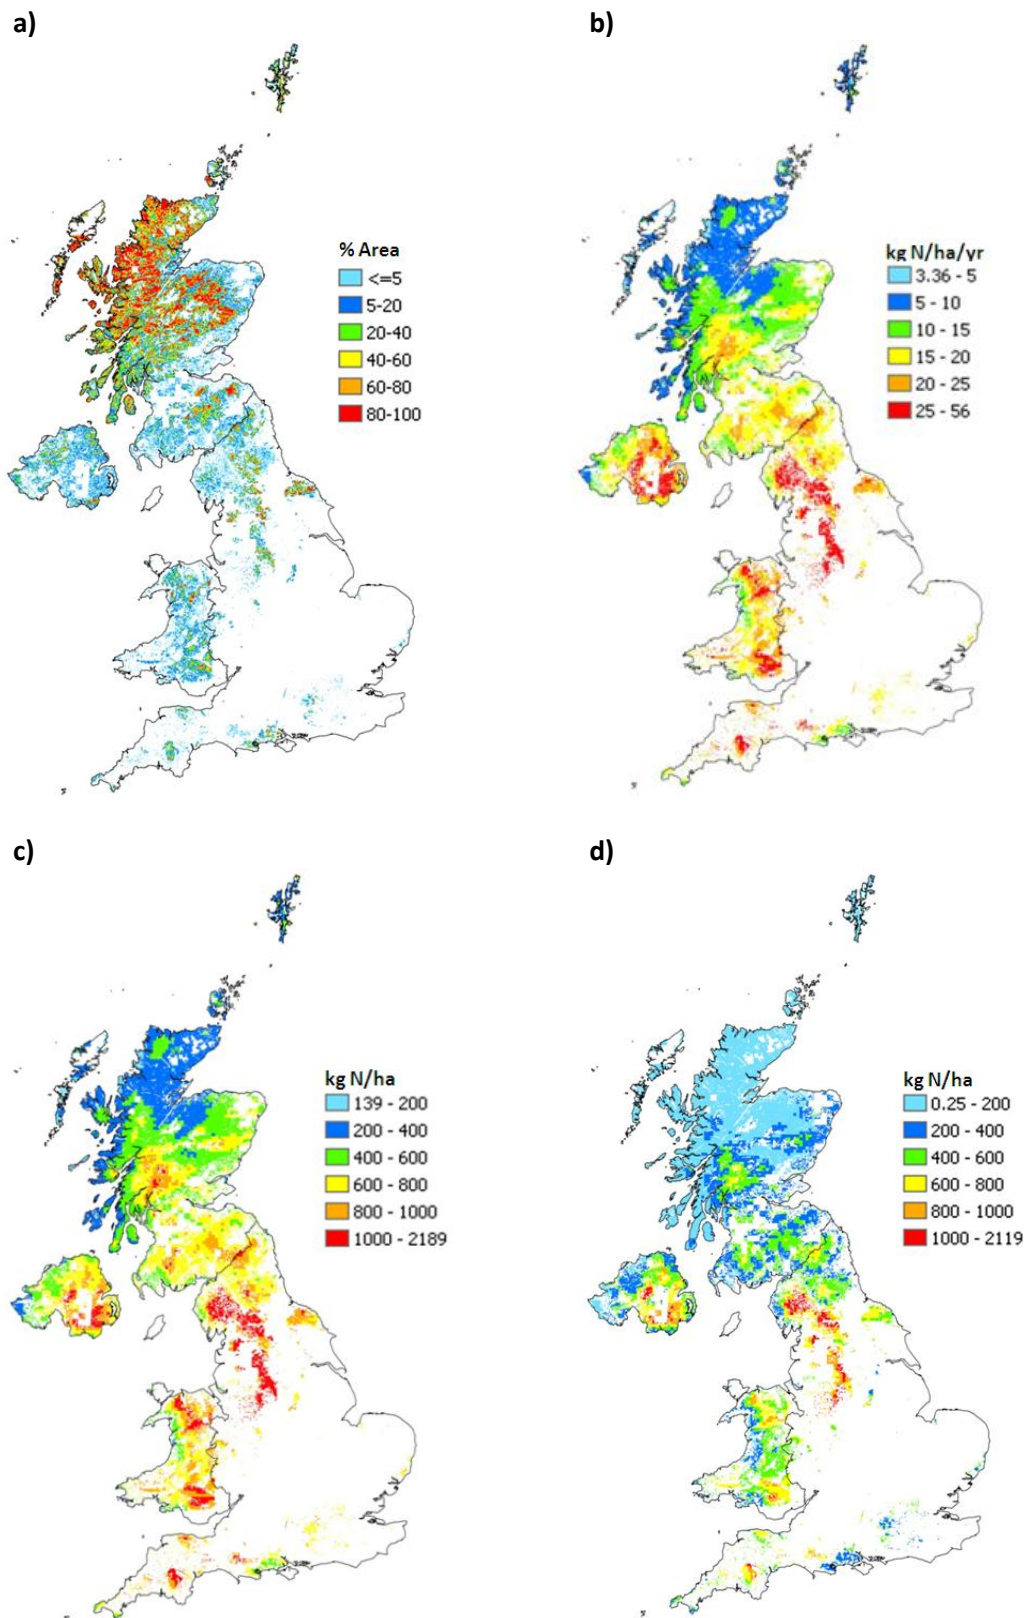 a)
% Area
<=5
5-20
20-40
40-60
60-80
80-100
b)
kg N/ha/yr
3.36 - 5
5 - 10
10 - 15
15 - 20
20 - 25
25 - 56
c)
kg N/ha
139 - 200
200 - 400
400 - 600
600 - 800
800 - 1000
1000 - 2189
d)
kg N/ha
0.25 - 200
200 - 400
400 - 600
600 - 800
800 - 1000
1000 - 2119